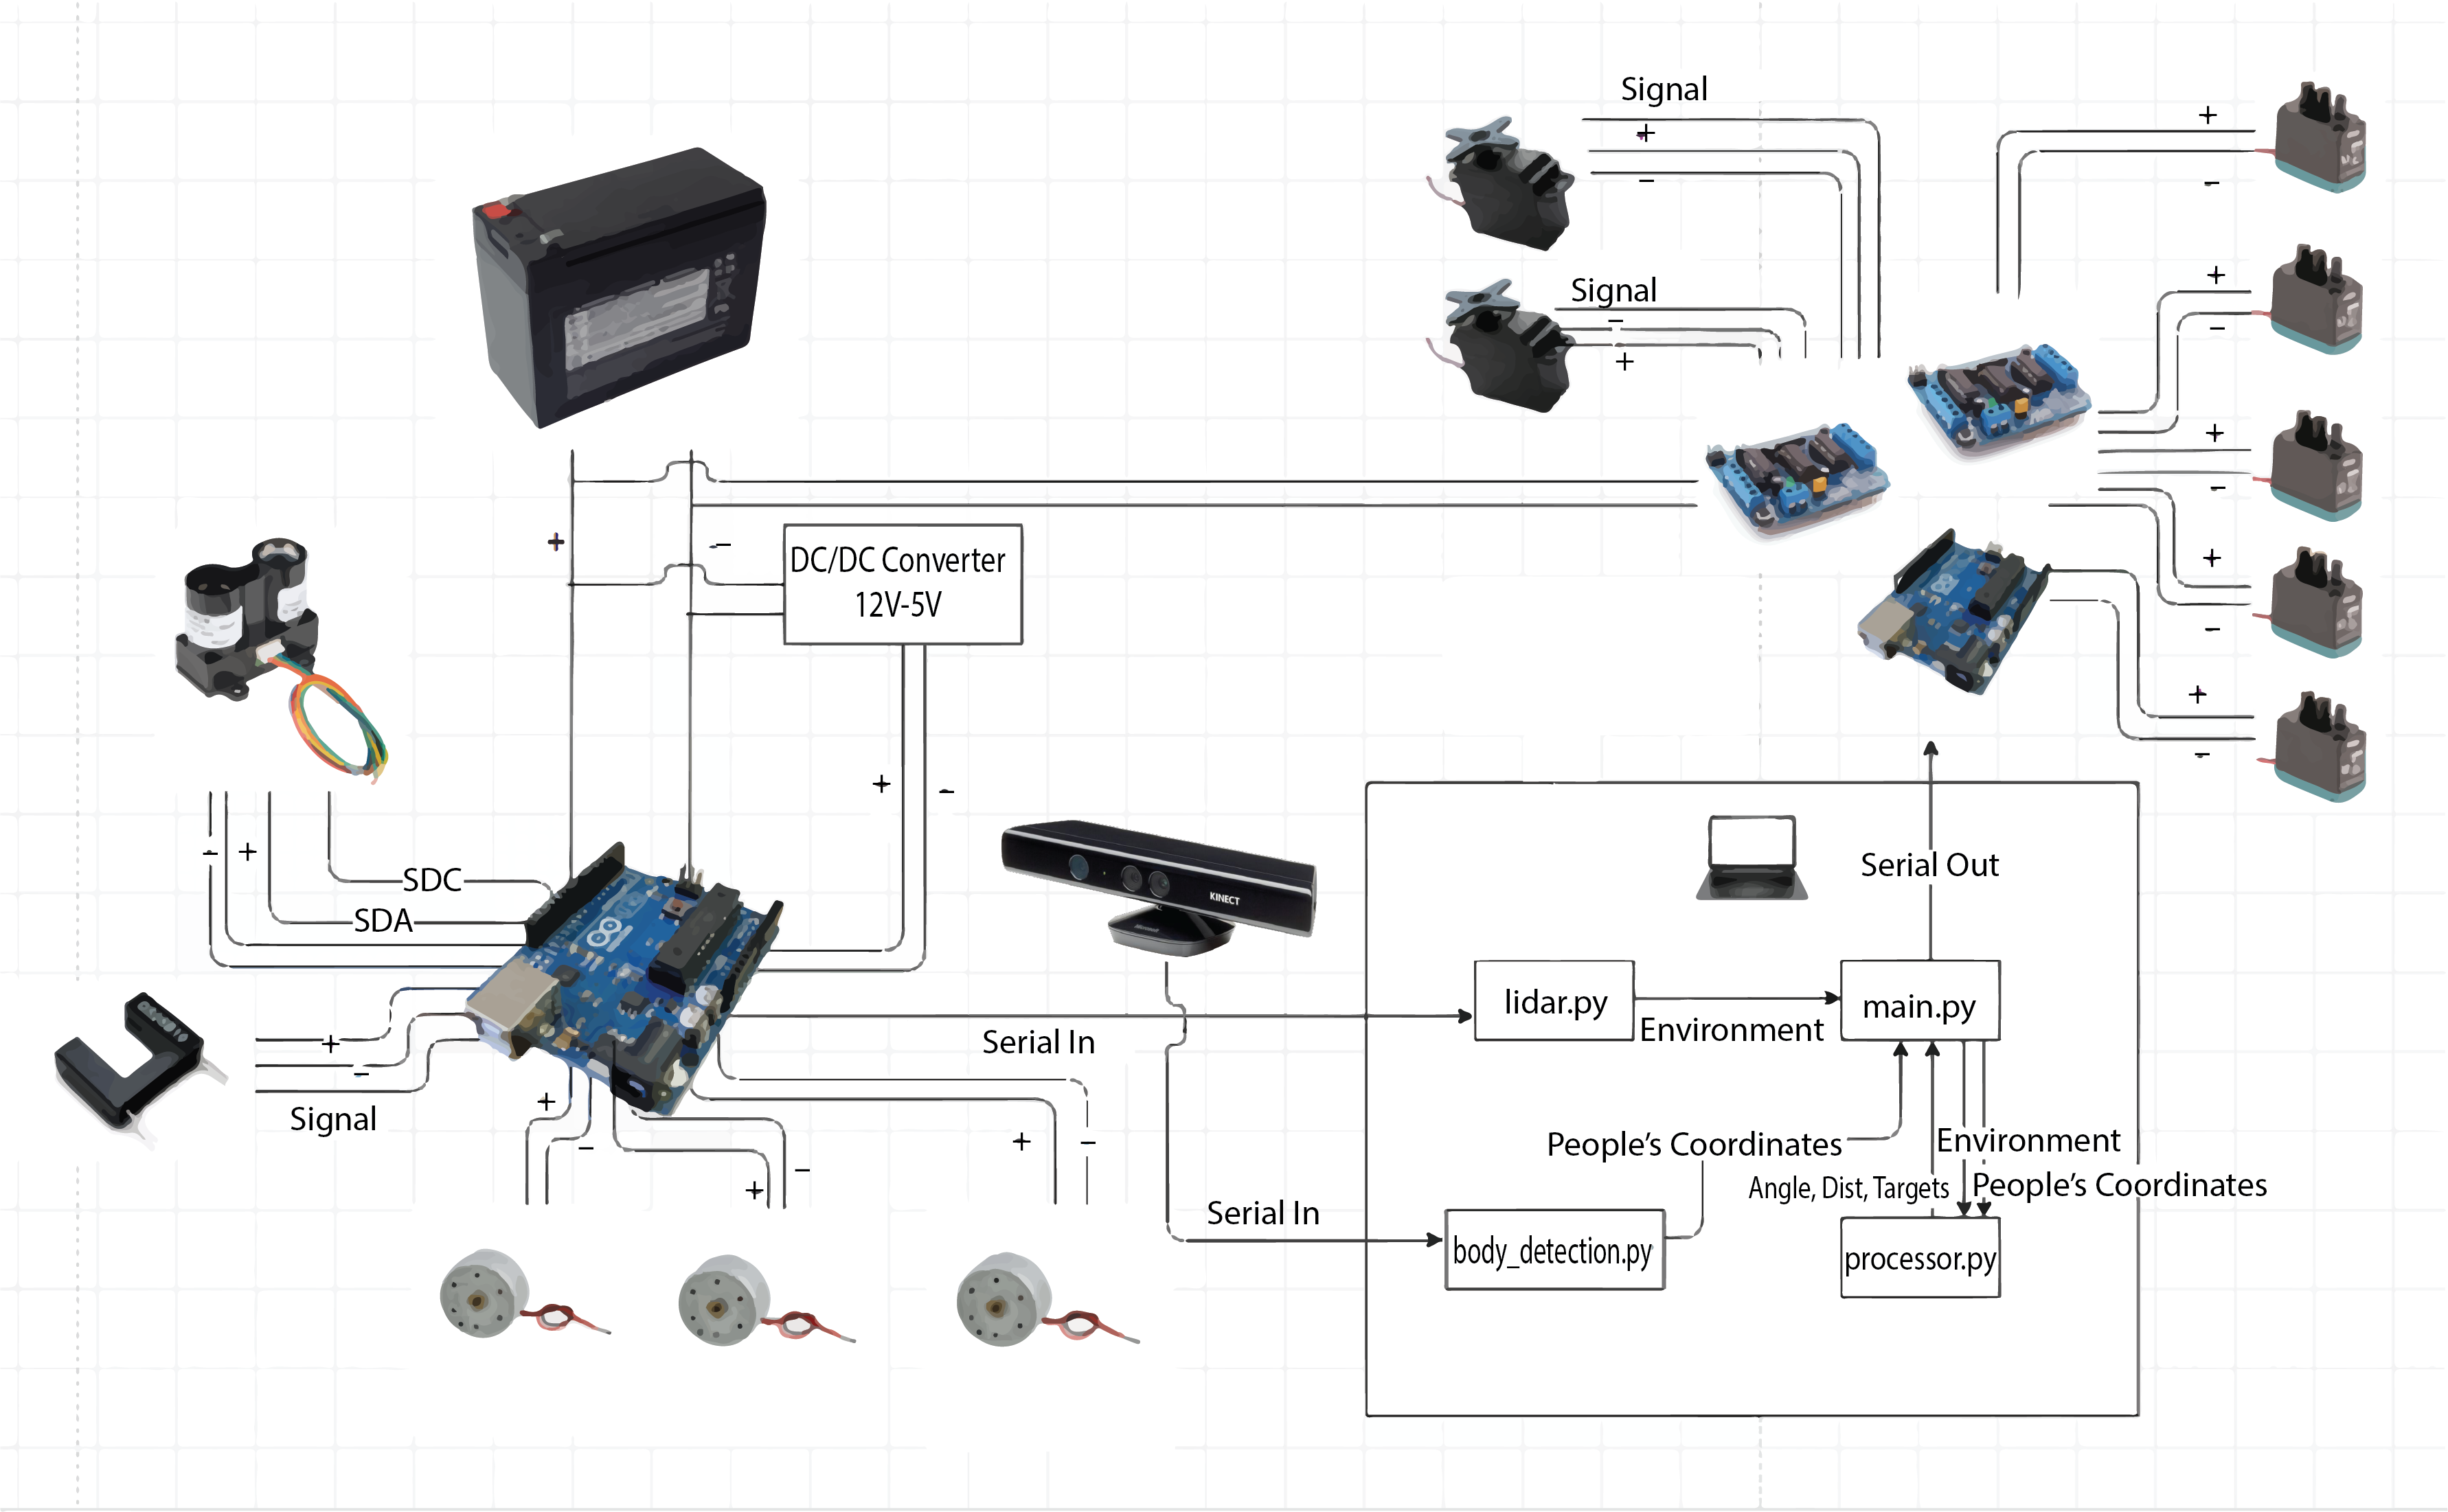 Signal
+
−
+
−
Signal
−
+
+
−
+
−
+
−
DC/DC Converter
12V-5V
+
−
+
−
+
−
+
−
−
+
SDC
SDA
KINECT
Serial Out
lidar.py
Environment
main.py
Serial In
+
−
Signal
+
−
+
−
+
−
People's Coordinates
Environment
Angle, Dist, Targets
People's Coordinates
Serial In
body_detection.py
processor.py